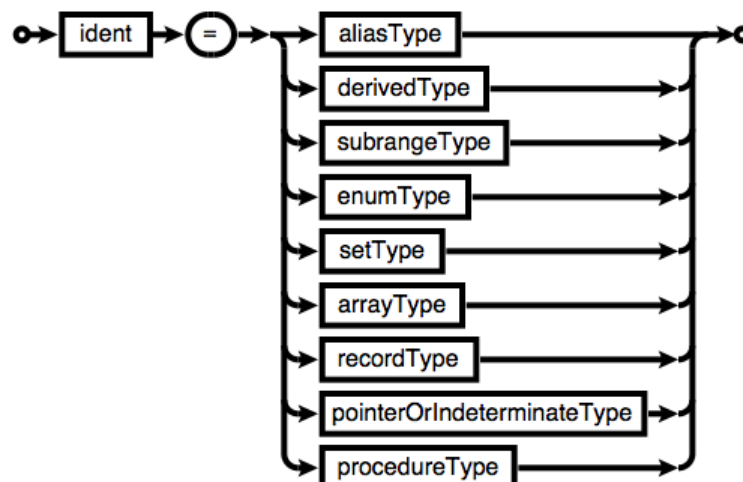 ident = aliasType
derivedType
subrangeType
enumType
setType
arrayType
recordType
pointerOrIndeterminateType
procedureType